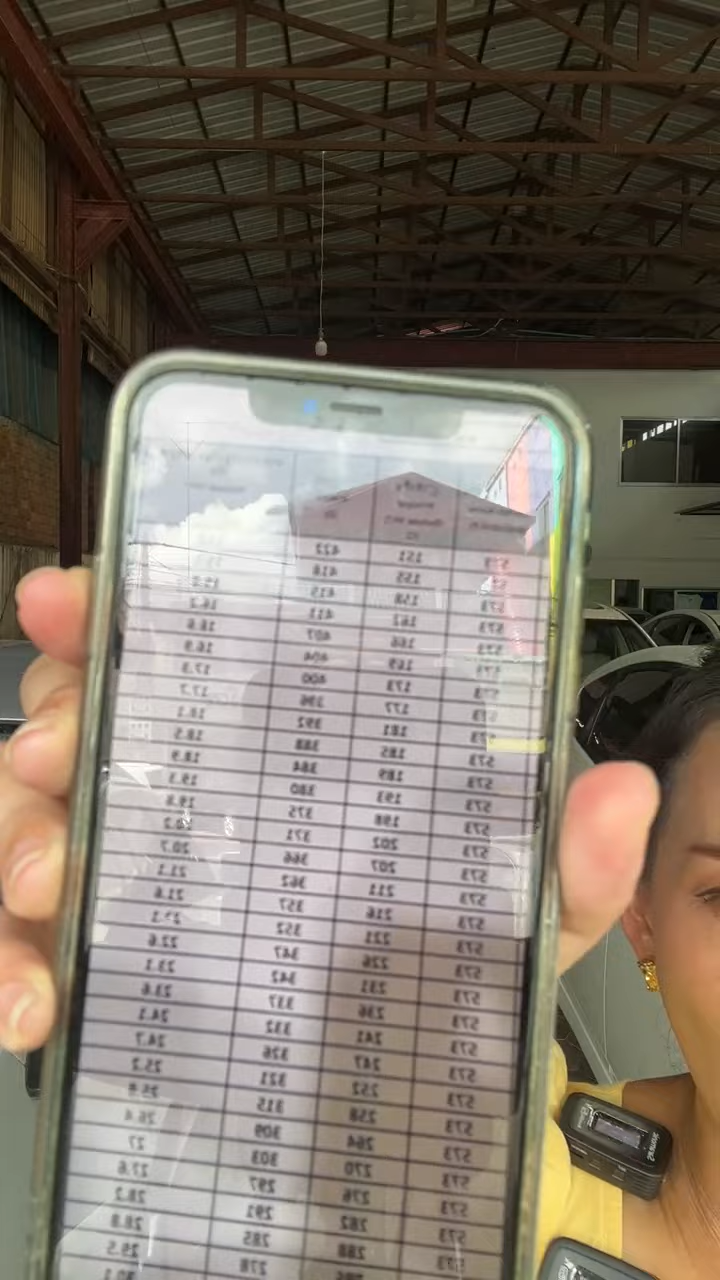 573 151 422
573 155 418
573 158 415 15.8
573 162 411 16.2
573 166 407 16.6
573 169 404 16.9
573 173 400 17.3
573 177 396 17.7
573 181 392 18.1
573 185 388 18.5
573 189 384 18.9
573 193 380 19.3
573 198 375 19.8
573 202 371 20.2
573 207 366 20.7
573 211 362 21.1
573 216 357 21.6
573 221 352 22.1
573 226 347 22.6
573 231 342 23.1
573 236 337 23.6
573 241 332 24.1
573 247 326 24.7
573 252 321 25.2
573 258 315 25.8
573 264 309 26.4
573 270 303 27
573 276 297 27.6
573 282 291 28.2
573 288 285 28.8
278 29.5
30.1